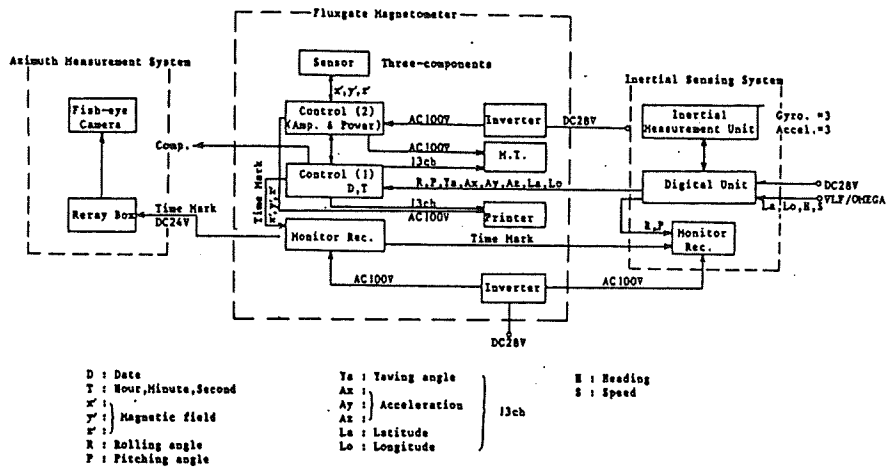 Fluxgate Magnetometer
Azimuth Measurement System
Sensor
Three-components
Inertial Sensing System
x',y',z'
Fish-eye
Camera
Control (2)
(Amp. & Power)
AC100V
Inverter
DC28V
Inertial
Measurement Unit
Gyro. =3
Accel.=3
Comp.
AC100V
13ch
M.T.
Control (1)
D,T
R,P,Ya,Ax,Ay,Az,La,Lo
Digital Unit
DC28V
VLF/OMEGA
La,Lo,H,S
Time Mark
x',y',z'
13ch
AC100V
Printer
Reray Box
Time Mark
DC24V
Monitor Rec.
Time Mark
R,P
Monitor
Rec.
AC100V
Inverter
AC100V
DC28V
D : Date
T : Hour,Minute,Second
x' :
y' : Magnetic field
z' :
R : Rolling angle
P : Pitching angle
Ya : Yawing angle
Ax :
Ay : Acceleration
Az :
La : Latitude
Lo : Longitude
13ch
H : Heading
S : Speed